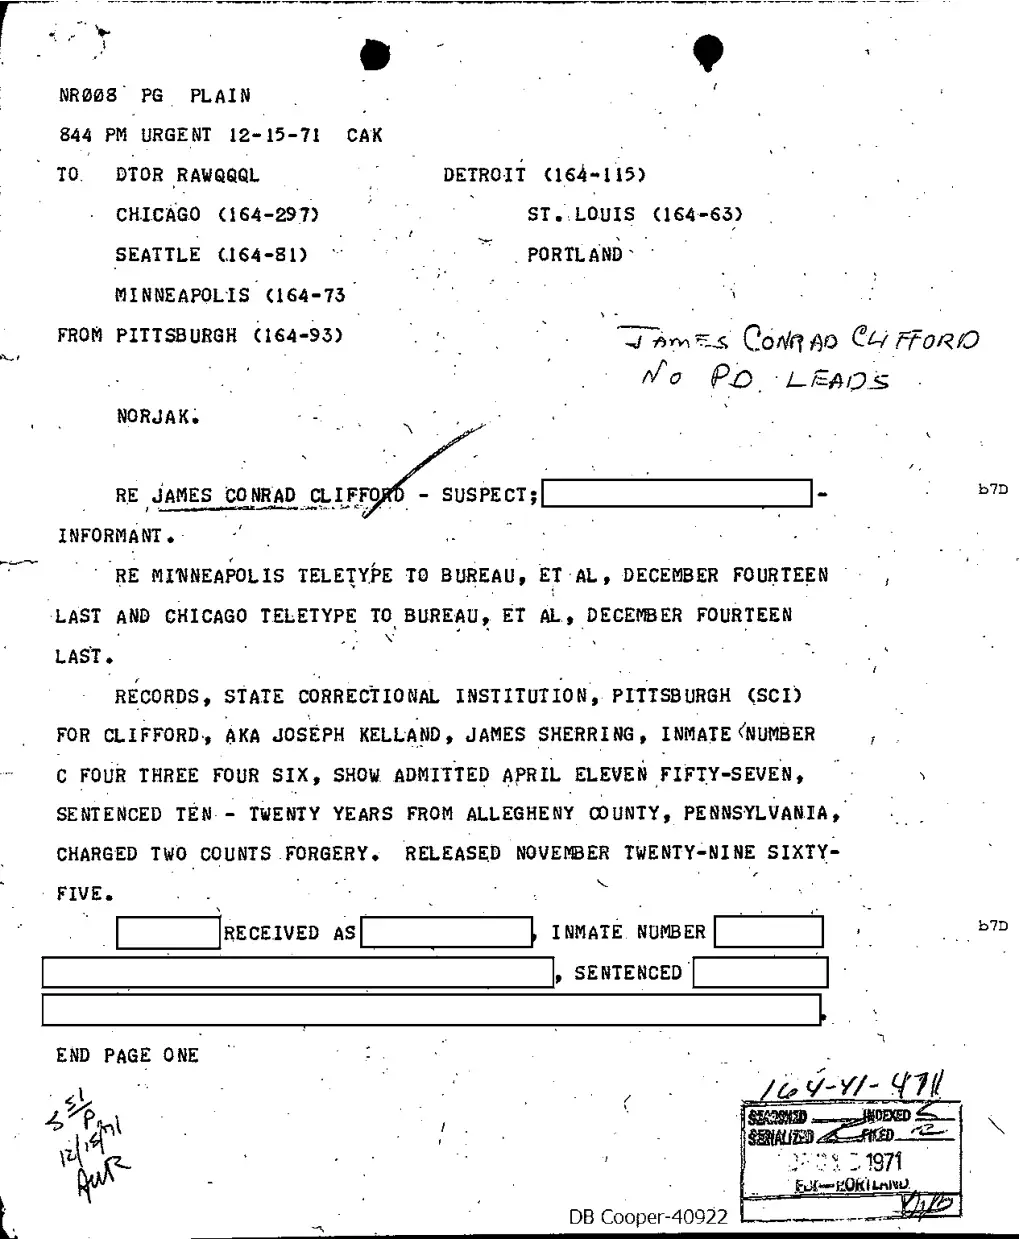 NR008 PG PLAIN
844 PM URGENT 12-15-71 CAK
TO DTOR RAWQQQL DETROIT (164-115)
CHICAGO (164-297) ST. LOUIS (164-63)
SEATTLE (164-81) PORTLAND
MINNEAPOLIS (164-73
FROM PITTSBURGH (164-93)
JAMES CONRAD CLIFFORD
NO PD LEADS
NORJAK.
RE JAMES CONRAD CLIFFORD - SUSPECT; -
b7D
INFORMANT.
RE MINNEAPOLIS TELETYPE TO BUREAU, ET AL, DECEMBER FOURTEEN
LAST AND CHICAGO TELETYPE TO BUREAU, ET AL, DECEMBER FOURTEEN
LAST.
RECORDS, STATE CORRECTIONAL INSTITUTION, PITTSBURGH (SCI)
FOR CLIFFORD, AKA JOSEPH KELLAND, JAMES SHERRING, INMATE NUMBER
C FOUR THREE FOUR SIX, SHOW ADMITTED APRIL ELEVEN FIFTY-SEVEN,
SENTENCED TEN - TWENTY YEARS FROM ALLEGHENY COUNTY, PENNSYLVANIA,
CHARGED TWO COUNTS FORGERY. RELEASED NOVEMBER TWENTY-NINE SIXTY-
FIVE.
RECEIVED AS , INMATE NUMBER
b7D
, SENTENCED
.
END PAGE ONE
164-41-471
SEARCHED INDEXED
SERIALIZED FILED
1971
FBI-PORTLAND
12/15/71
DB Cooper-40922